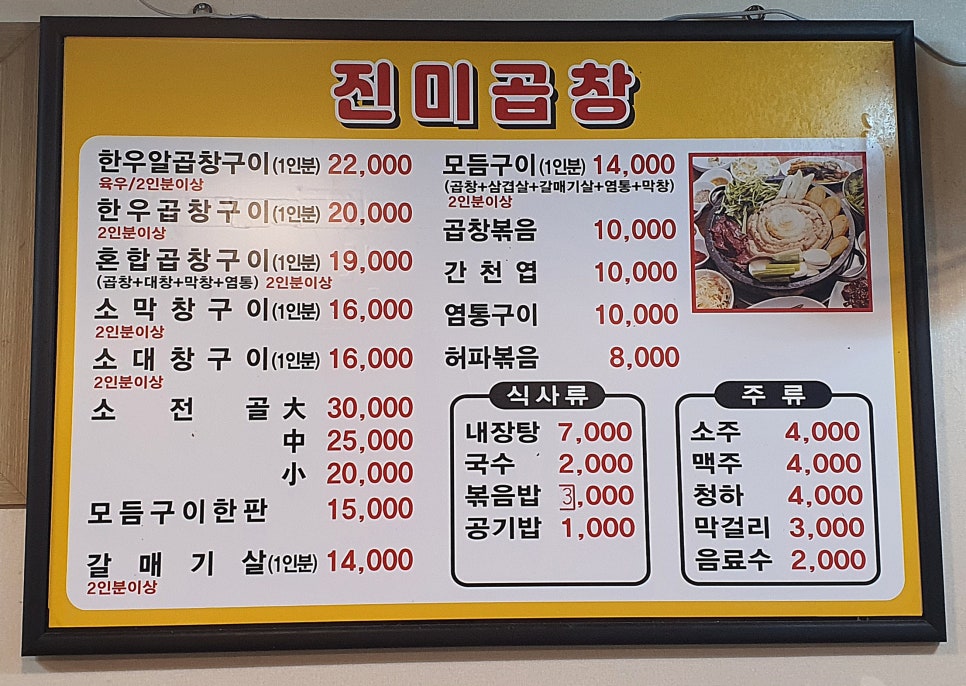 진미곱창
한우알곱창구이(1인분) 22,000
육우/2인분이상
한우곱창구이(1인분) 20,000
2인분이상
혼합곱창구이(1인분) 19,000
(곱창+대창+막창+염통) 2인분이상
소막창구이(1인분) 16,000
2인분이상
소대창구이(1인분) 16,000
2인분이상
소전골 大 30,000
中 25,000
小 20,000
모듬구이한판 15,000
갈매기살(1인분) 14,000
2인분이상
모듬구이(1인분) 14,000
(곱창+삼겹살+갈매기살+염통+막창)
2인분이상
곱창볶음 10,000
간천엽 10,000
염통구이 10,000
허파볶음 8,000
식사류
내장탕 7,000
국수 2,000
볶음밥 3,000
공기밥 1,000
주류
소주 4,000
맥주 4,000
청하 4,000
막걸리 3,000
음료수 2,000